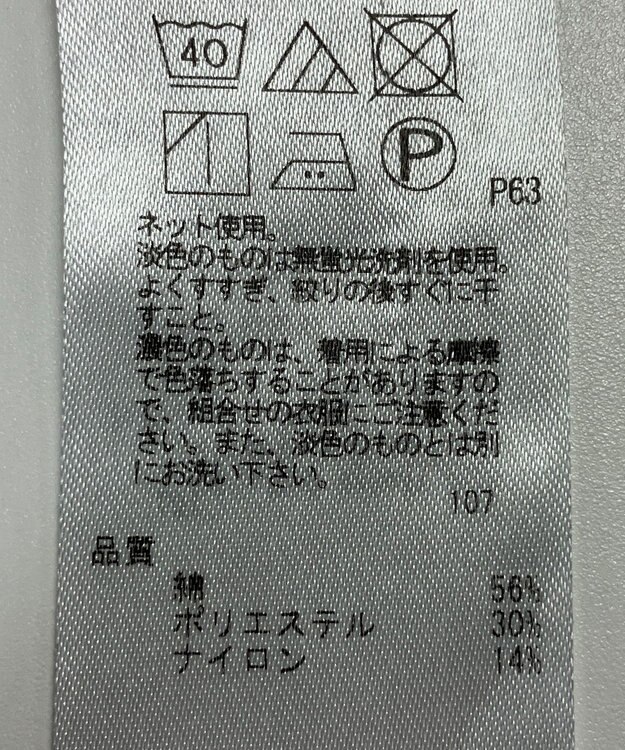 40
P
P63
ネット使用。
淡色のものは無蛍光洗剤を使用。
よくすすぎ、絞りの後すぐに干
すこと。
濃色のものは、着用による摩擦
で色落ちすることがありますの
で、組合せの衣服にご注意くだ
さい。また、淡色のものとは別
にお洗い下さい。
107
品質
綿 56%
ポリエステル 30%
ナイロン 14%